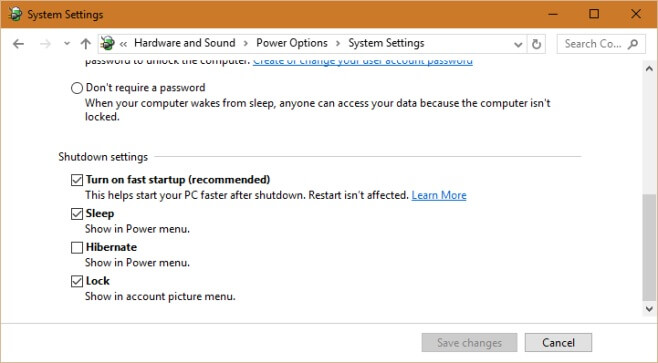 System Settings
« Hardware and Sound > Power Options > System Settings
Search Co...
password to unlock the computer. Create or change your user account password
Don't require a password
When your computer wakes from sleep, anyone can access your data because the computer isn't
locked.
Shutdown settings
Turn on fast startup (recommended)
This helps start your PC faster after shutdown. Restart isn't affected. Learn More
Sleep
Show in Power menu.
Hibernate
Show in Power menu.
Lock
Show in account picture menu.
Save changes
Cancel